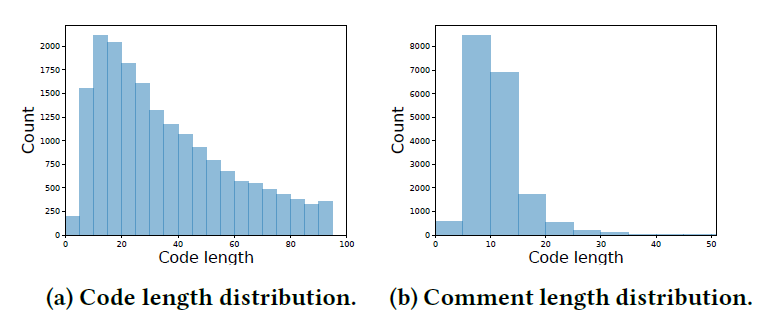 2000
1750
1500
1250
1000
750
500
250
0
Count
0 20 40 60 80 100
Code length
(a) Code length distribution.
8000
7000
6000
5000
4000
3000
2000
1000
0
Count
0 10 20 30 40 50
Code length
(b) Comment length distribution.